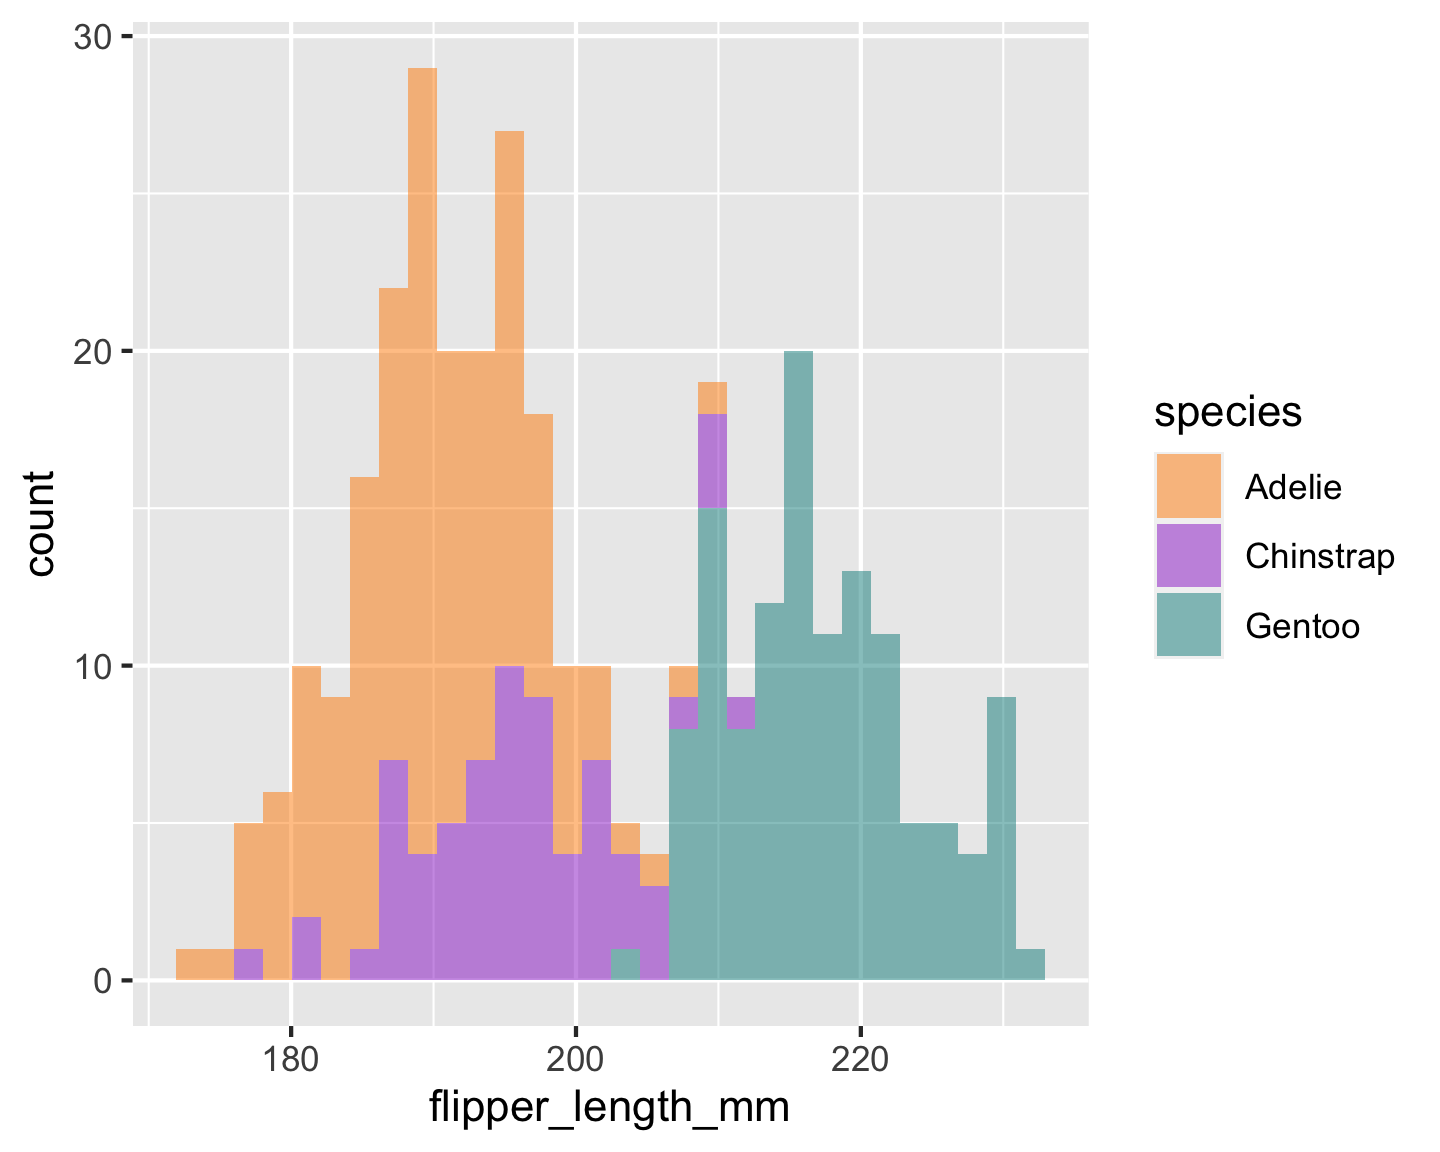 30
20
10
0
count
180 200 220
flipper_length_mm
species
Adelie
Chinstrap
Gentoo